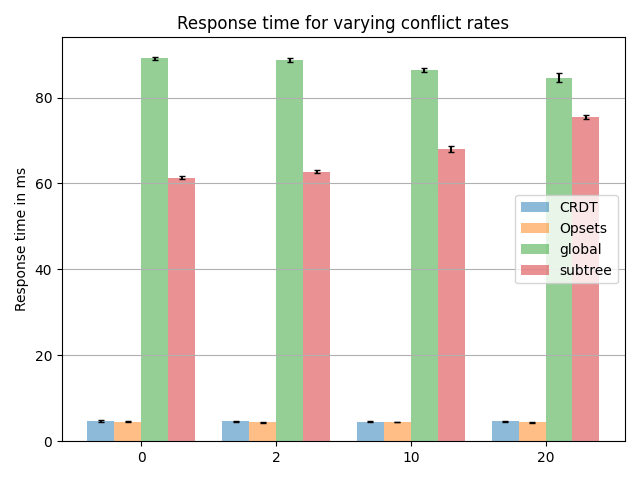 Response time for varying conflict rates
Response time in ms
80
60
40
20
0
CRDT
Opsets
global
subtree
0
2
10
20